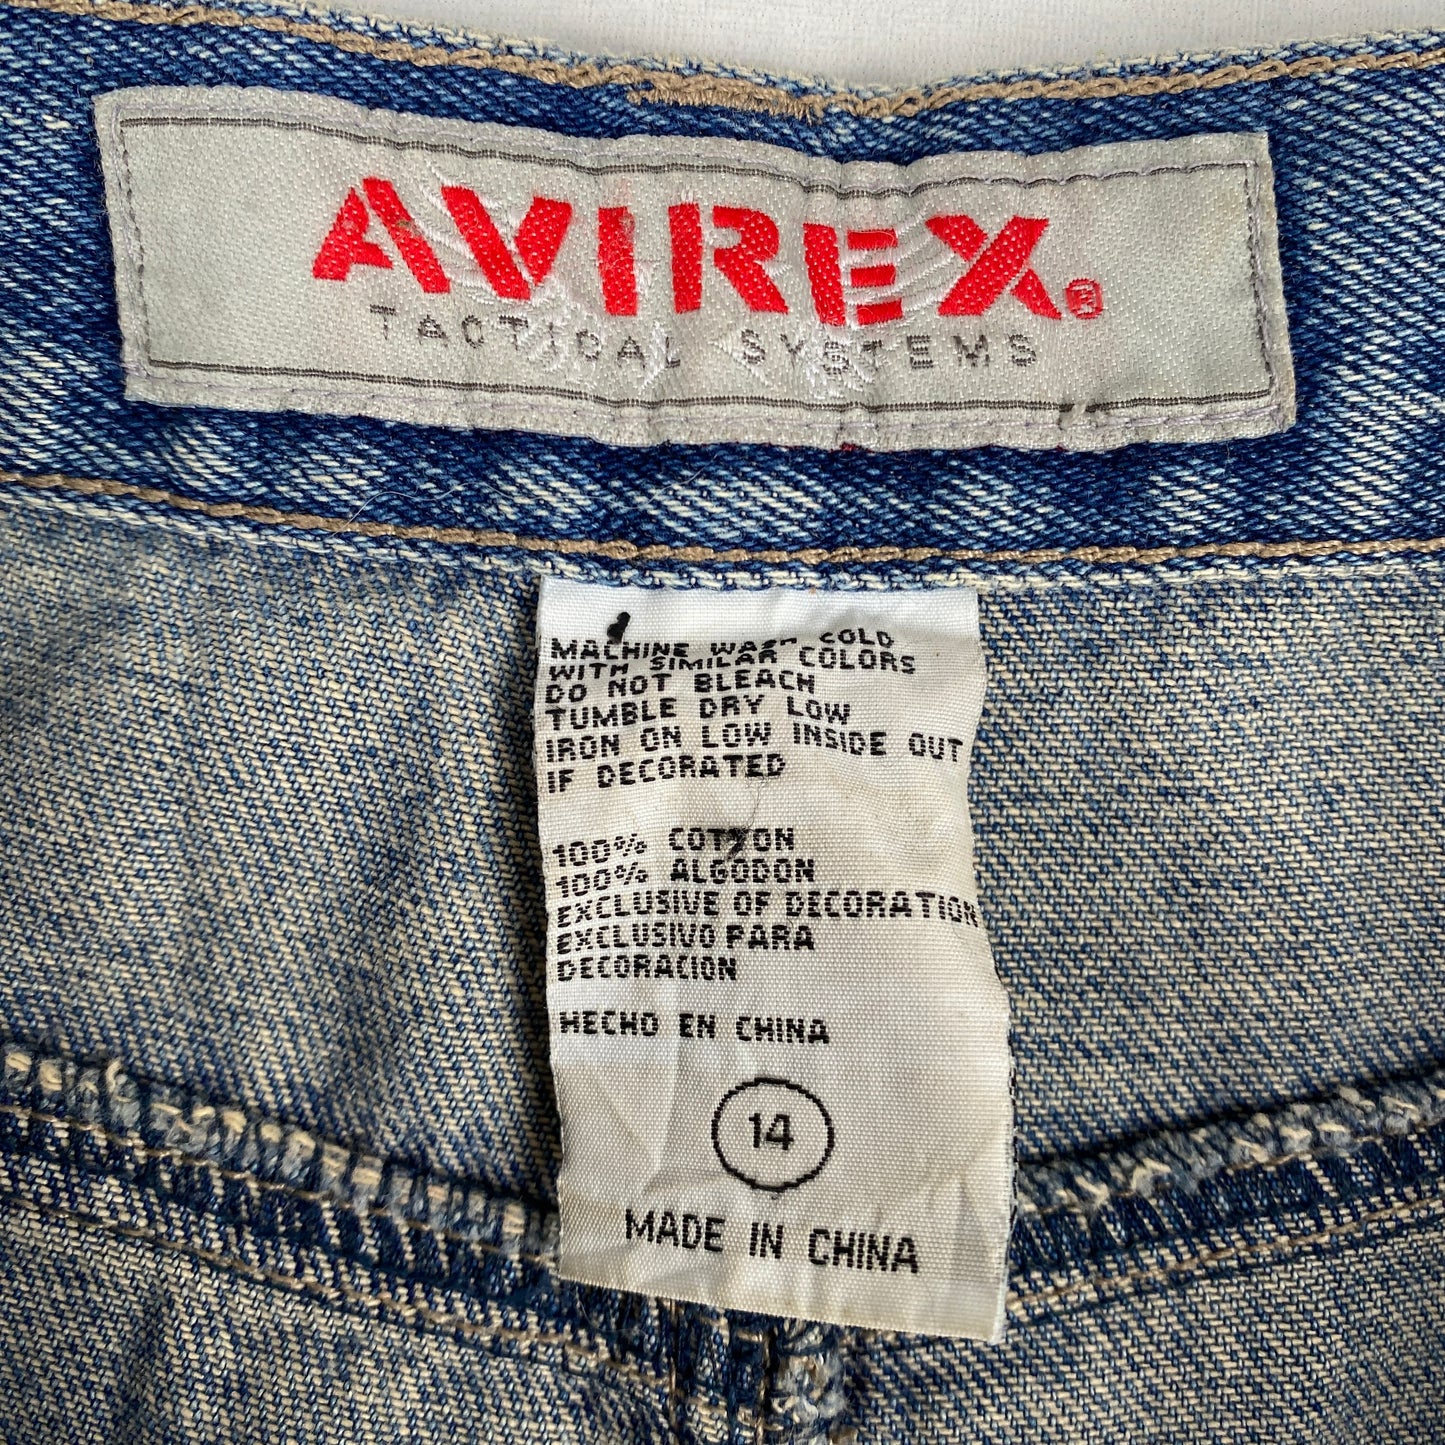 AVIREX®
TACTICAL SYSTEMS
MACHINE WASH COLD
WITH SIMILAR COLORS
DO NOT BLEACH
TUMBLE DRY LOW
IRON ON LOW INSIDE OUT
IF DECORATED
100% COTTON
100% ALGODON
EXCLUSIVE OF DECORATION
EXCLUSIVO PARA
DECORACION
HECHO EN CHINA
14
MADE IN CHINA